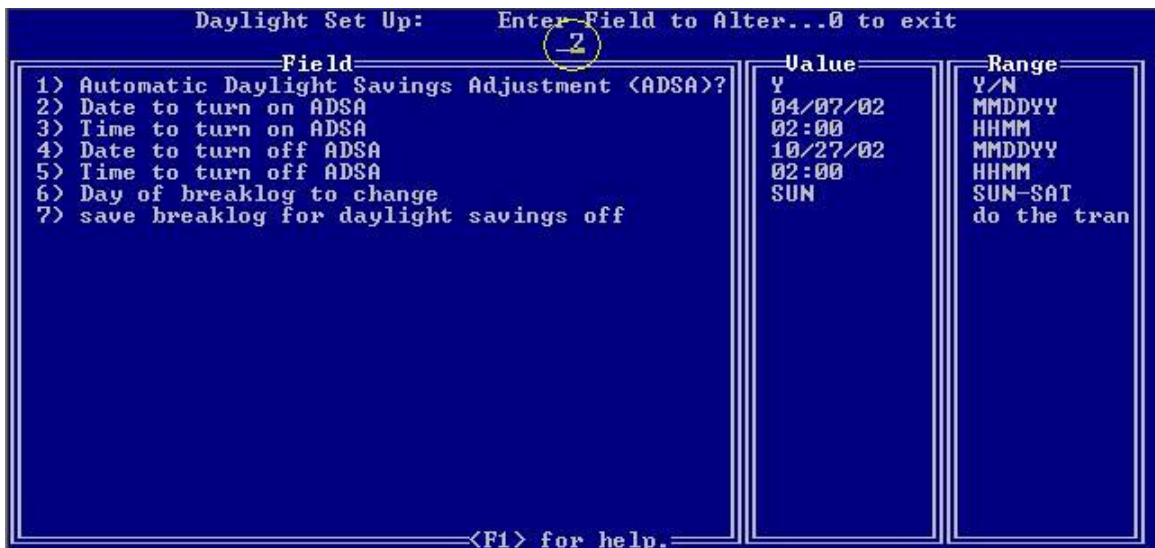 Daylight Set Up: Enter Field to Alter...0 to exit
2
Field Value Range
1) Automatic Daylight Savings Adjustment (ADSA)? Y Y/N
2) Date to turn on ADSA 04/07/02 MMDDYY
3) Time to turn on ADSA 02:00 HHMM
4) Date to turn off ADSA 10/27/02 MMDDYY
5) Time to turn off ADSA 02:00 HHMM
6) Day of breaklog to change SUN SUN-SAT
7) save breaklog for daylight savings off do the tran
<F1> for help.